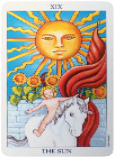 XIX
THE SUN